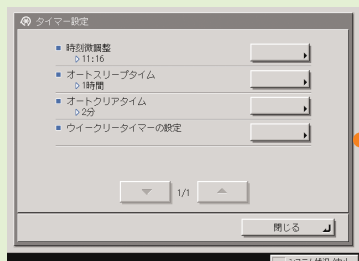 タイマー設定
時刻微調整
11:16
オートスリープタイム
1時間
オートクリアタイム
2分
ウイークリータイマーの設定
1/1
閉じる